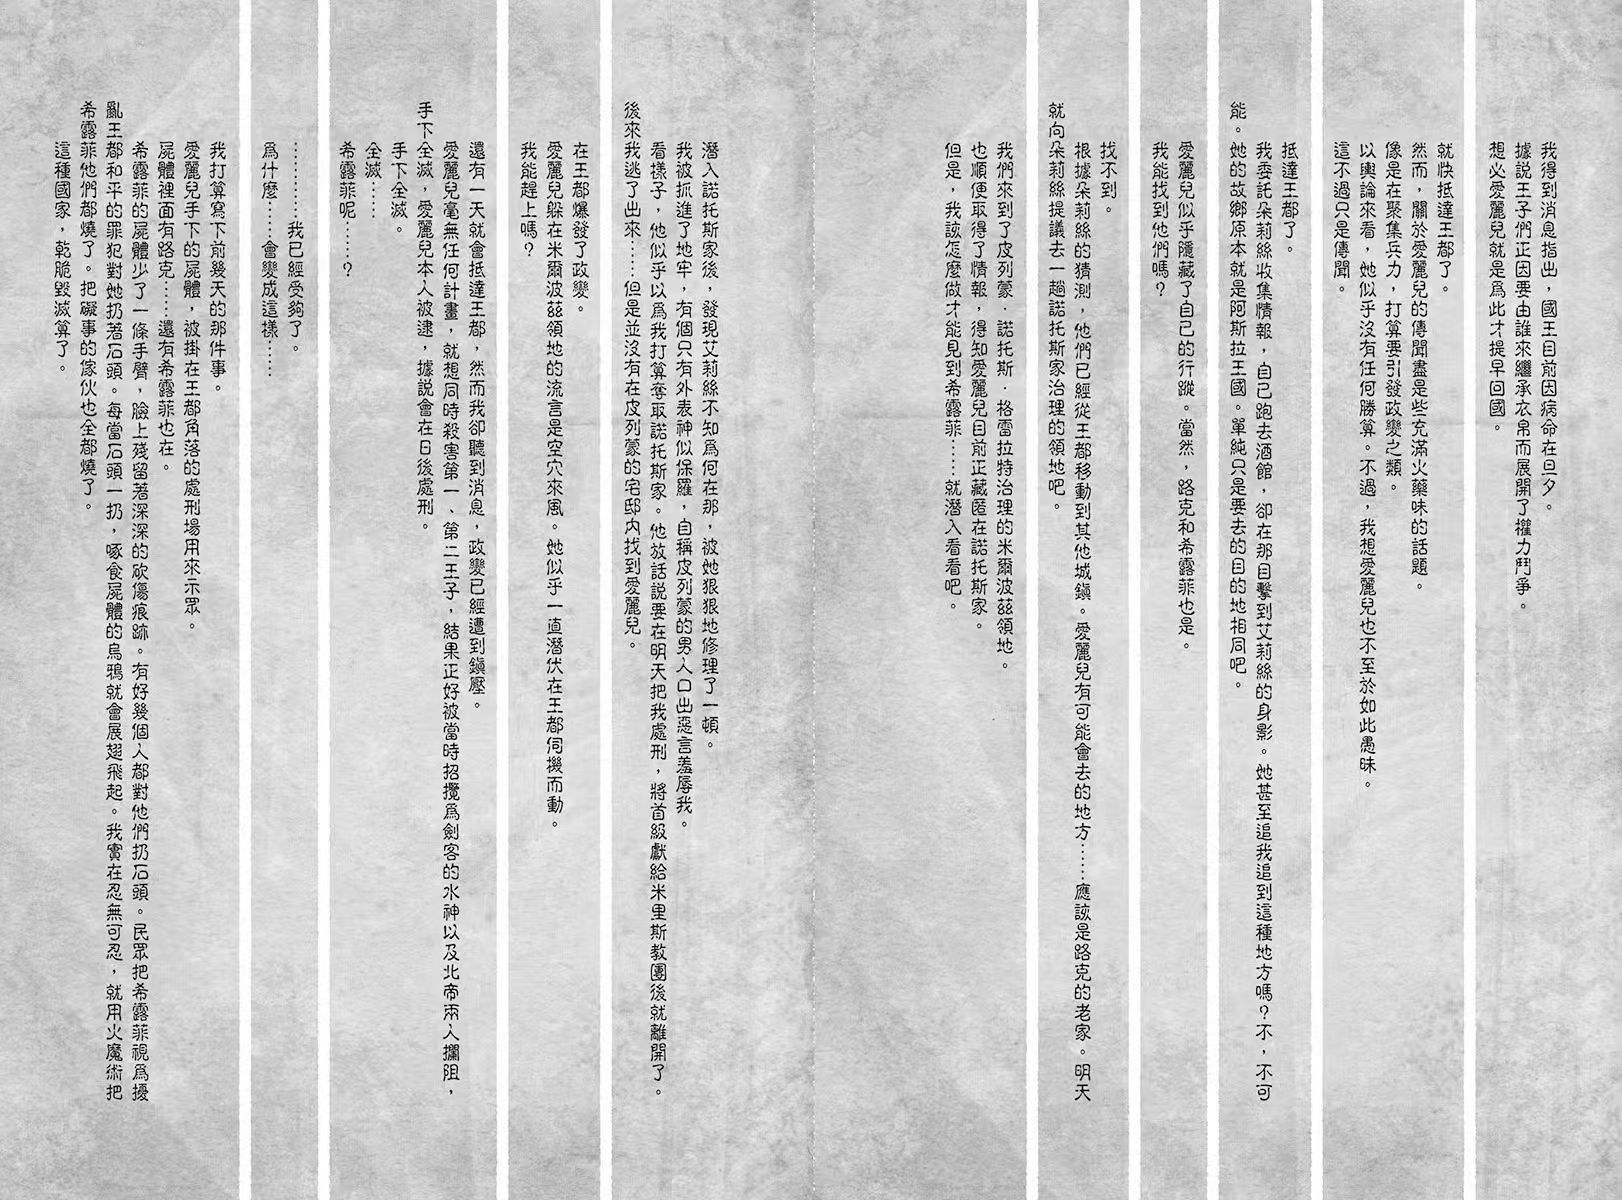 我得到消息指出，國王目前因病命在旦夕。
據說王子們正因要由誰來繼承衣帛而展開了權力鬥爭。
想必愛麗兒就是為此才提早回國。
就快抵達王都了。
然而，關於愛麗兒的傳聞盡是些充滿火藥味的話題。
像是在聚集兵力，打算要引發政變之類。
以輿論來看，她似乎沒有任何勝算。不過，我想愛麗兒也不至於如此愚昧。
這不過只是傳聞。
抵達王都了。
我委託朵莉絲收集情報，自己跑去酒館，卻在那目擊到艾莉絲的身影。她甚至追我追到這種地方嗎？不，不可
能。她的故鄉原本就是阿斯拉王國。單純只是要去的目的地相同吧。
愛麗兒似乎隱藏了自己的行蹤。當然，路克和希露菲也是。
我能找到他們嗎？
找不到。
根據朵莉絲的猜測，他們已經從王都移動到其他城鎮。愛麗兒有可能會去的地方……應該是路克的老家。明天
就向朵莉絲提議去一趟諾托斯家治理的領地吧。
我們來到了皮列蒙．諾托斯．格雷拉特治理的米爾波茲領地。
也順便取得了情報，得知愛麗兒目前正藏匿在諾托斯家。
但是，我該怎麼做才能見到希露菲……就潛入看看吧。
潛入諾托斯家後，發現艾莉絲不知為何在那，被她狠狠地修理了一頓。
我被抓進了地牢，有個只有外表神似保羅，自稱皮列蒙的男人口出惡言羞辱我。
看樣子，他似乎以為我打算奪取諾托斯家。他放話說要在明天把我處刑，將首級獻給米里斯教團後就離開了。
後來我逃了出來……但是並沒有在皮列蒙的宅邸內找到愛麗兒。
在王都爆發了政變。
愛麗兒躲在米爾波茲領地的流言是空穴來風。她似乎一直潛伏在王都伺機而動。
我能趕上嗎？
還有一天就會抵達王都，然而我卻聽到消息，政變已經遭到鎮壓。
愛麗兒毫無任何計畫，就想同時殺害第一、第二王子，結果正好被當時招攬為劍客的水神以及北帝兩人攔阻，
手下全滅，愛麗兒本人被逮，據說會在日後處刑。
手下全滅。
全滅……
希露菲呢……？
…………我已經受夠了。
為什麼……會變成這樣……
我打算寫下前幾天的那件事。
愛麗兒手下的屍體，被掛在王都角落的處刑場用來示眾。
屍體裡面有路克……還有希露菲也在。
希露菲的屍體少了一條手臂，臉上殘留著深深的砍傷痕跡。有好幾個人都對他們扔石頭。民眾把希露菲視為擾
亂王都和平的罪犯對她扔著石頭。每當石頭一扔，啄食屍體的烏鴉就會展翅飛起。我實在忍無可忍，就用火魔術把
希露菲他們都燒了。把礙事的傢伙也全都燒了。
這種國家，乾脆毀滅算了。